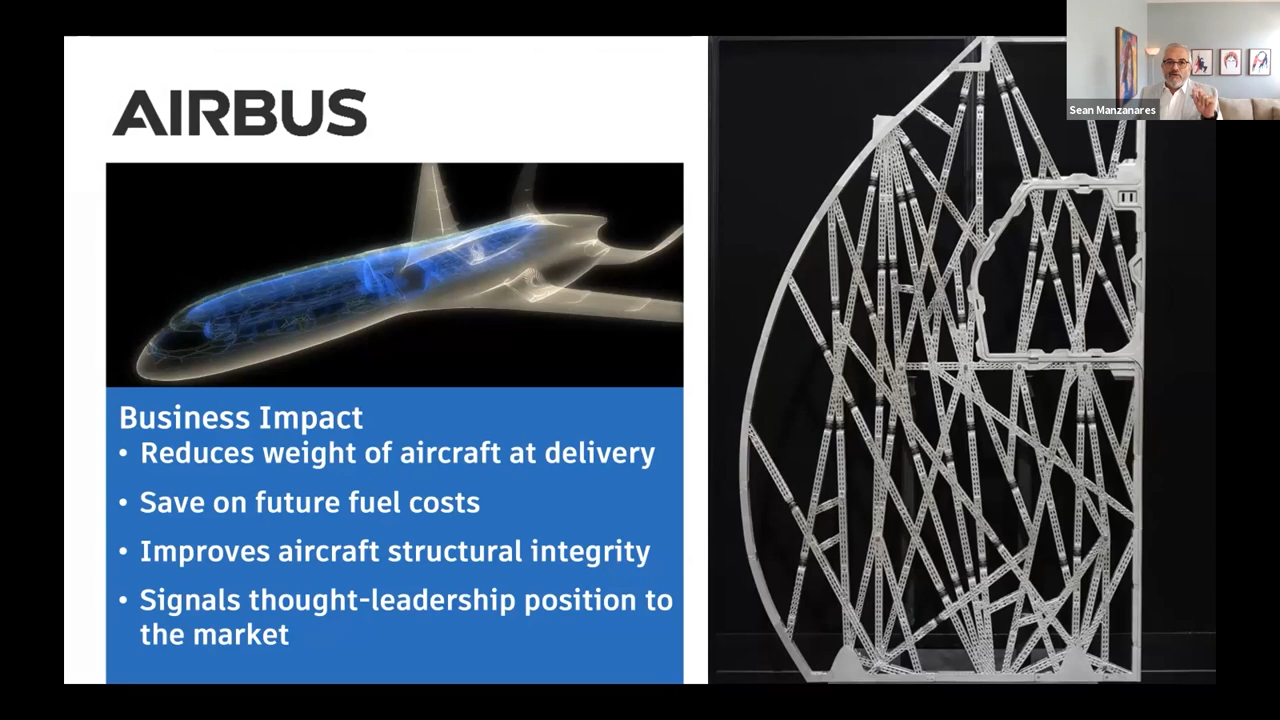 AIRBUS
Sean Manzanares
Business Impact
• Reduces weight of aircraft at delivery
• Save on future fuel costs
• Improves aircraft structural integrity
• Signals thought-leadership position to
the market